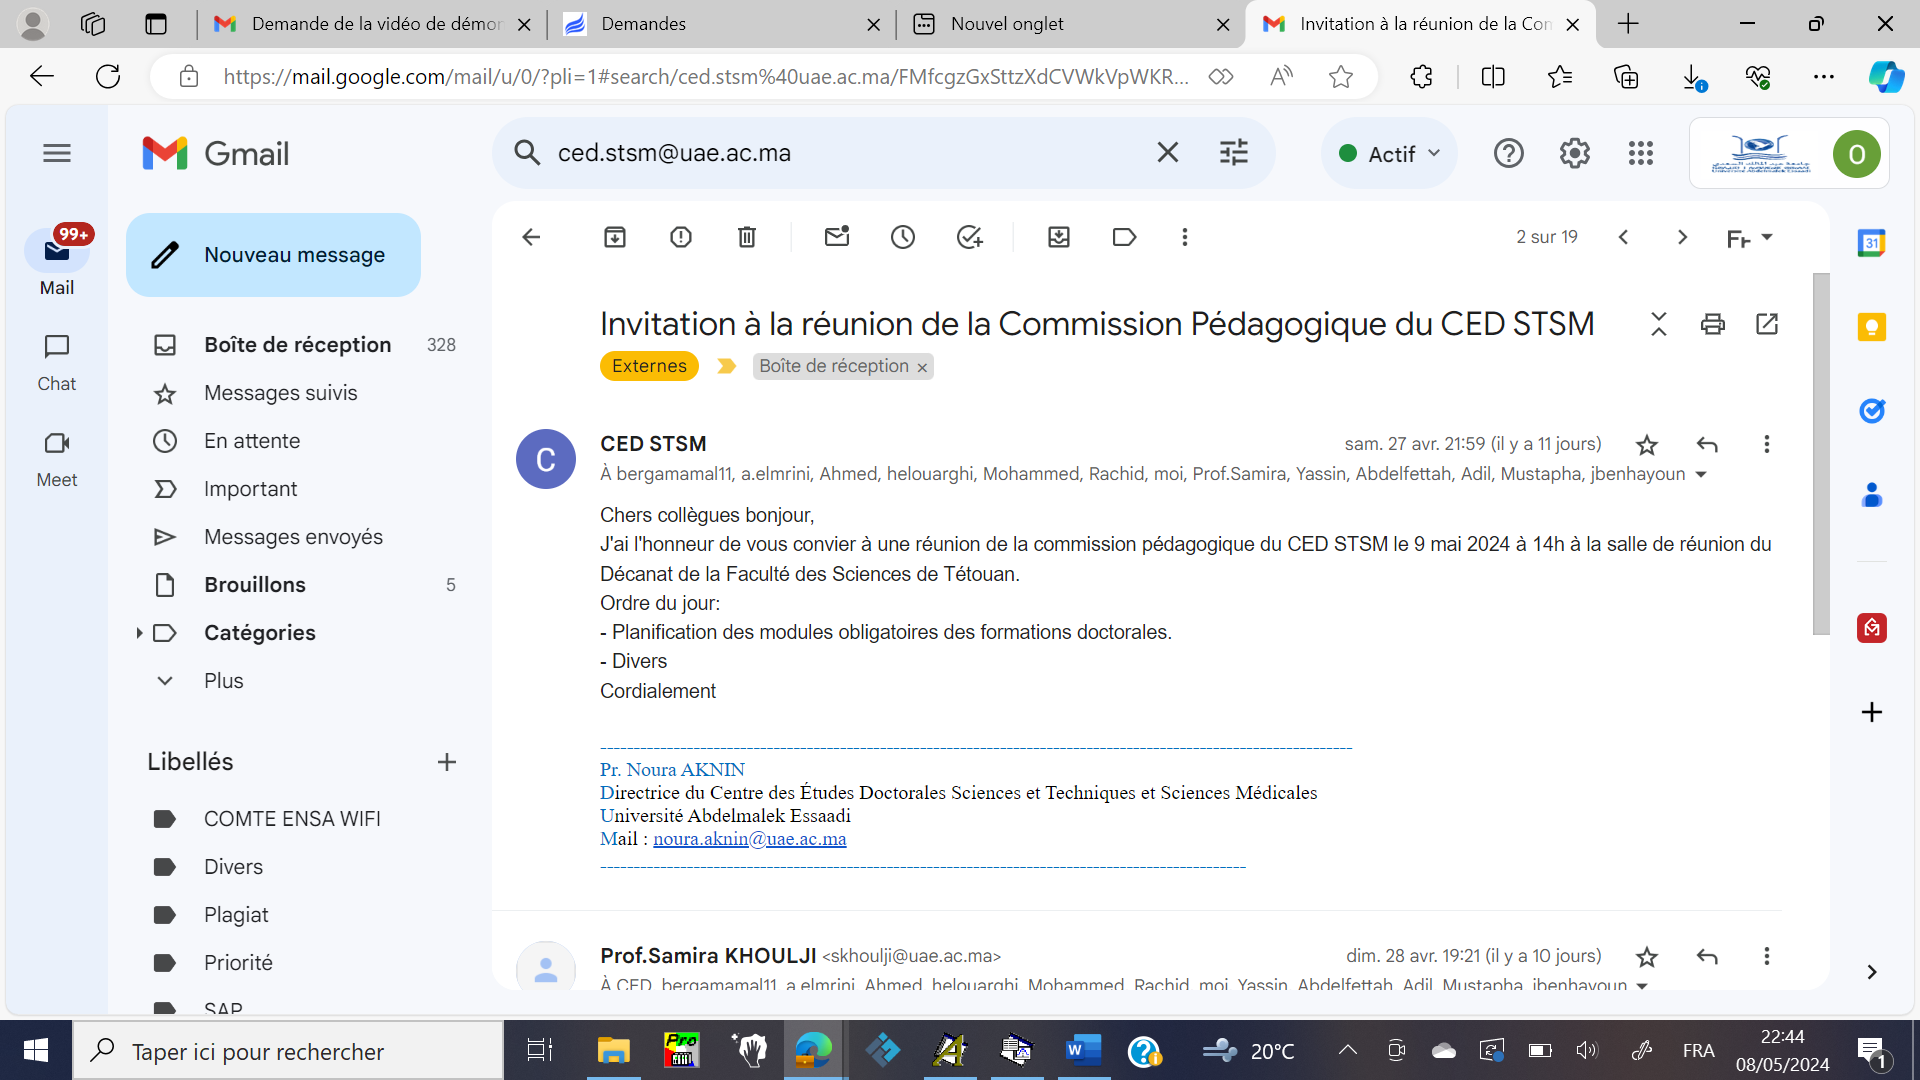 Demande de la vidéo de démon
Demandes
Nouvel onglet
Invitation à la réunion de la Con
https://mail.google.com/mail/u/0/?pli=1#search/ced.stsm%40uae.ac.ma/FMfcgzGxSttzXdCVWkVpWKR...
Gmail
ced.stsm@uae.ac.ma
Actif
O
99+
Mail
Chat
Meet
Nouveau message
Boîte de réception 328
Messages suivis
En attente
Important
Messages envoyés
Brouillons 5
Catégories
Plus
Libellés
COMTE ENSA WIFI
Divers
Plagiat
Priorité
SAP
2 sur 19
31
Invitation à la réunion de la Commission Pédagogique du CED STSM
Externes
Boîte de réception
C
CED STSM
sam. 27 avr. 21:59 (il y a 11 jours)
À bergamamal11, a.elmrini, Ahmed, helouarghi, Mohammed, Rachid, moi, Prof.Samira, Yassin, Abdelfettah, Adil, Mustapha, jbenhayoun
Chers collègues bonjour,
J'ai l'honneur de vous convier à une réunion de la commission pédagogique du CED STSM le 9 mai 2024 à 14h à la salle de réunion du
Décanat de la Faculté des Sciences de Tétouan.
Ordre du jour:
- Planification des modules obligatoires des formations doctorales.
- Divers
Cordialement
Pr. Noura AKNIN
Directrice du Centre des Études Doctorales Sciences et Techniques et Sciences Médicales
Université Abdelmalek Essaadi
Mail : noura.aknin@uae.ac.ma
Prof.Samira KHOULJI <skhoulji@uae.ac.ma>
dim. 28 avr. 19:21 (il y a 10 jours)
À CED, bergamamal11, a.elmrini, Ahmed, helouarghi, Mohammed, Rachid, moi, Yassin, Abdelfettah, Adil, Mustapha, jbenhayoun
Taper ici pour rechercher
Pro
W
20°C
FRA
22:44
08/05/2024
1